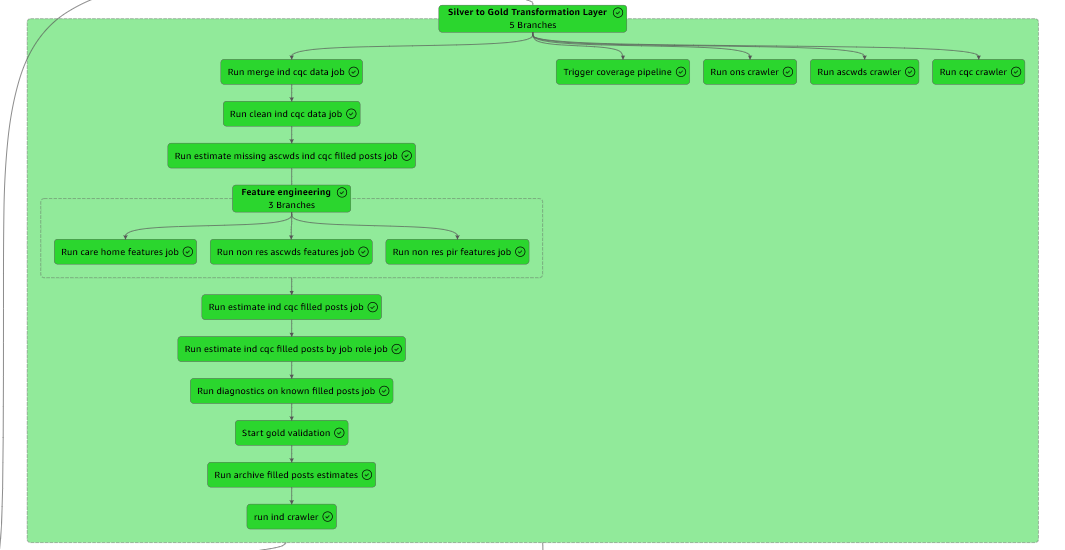 Silver to Gold Transformation Layer
5 Branches
Run merge ind cqc data job
Trigger coverage pipeline
Run ons crawler
Run ascwds crawler
Run cqc crawler
Run clean ind cqc data job
Run estimate missing ascwds ind cqc filled posts job
Feature engineering
3 Branches
Run care home features job
Run non res ascwds features job
Run non res pir features job
Run estimate ind cqc filled posts job
Run estimate ind cqc filled posts by job role job
Run diagnostics on known filled posts job
Start gold validation
Run archive filled posts estimates
run ind crawler